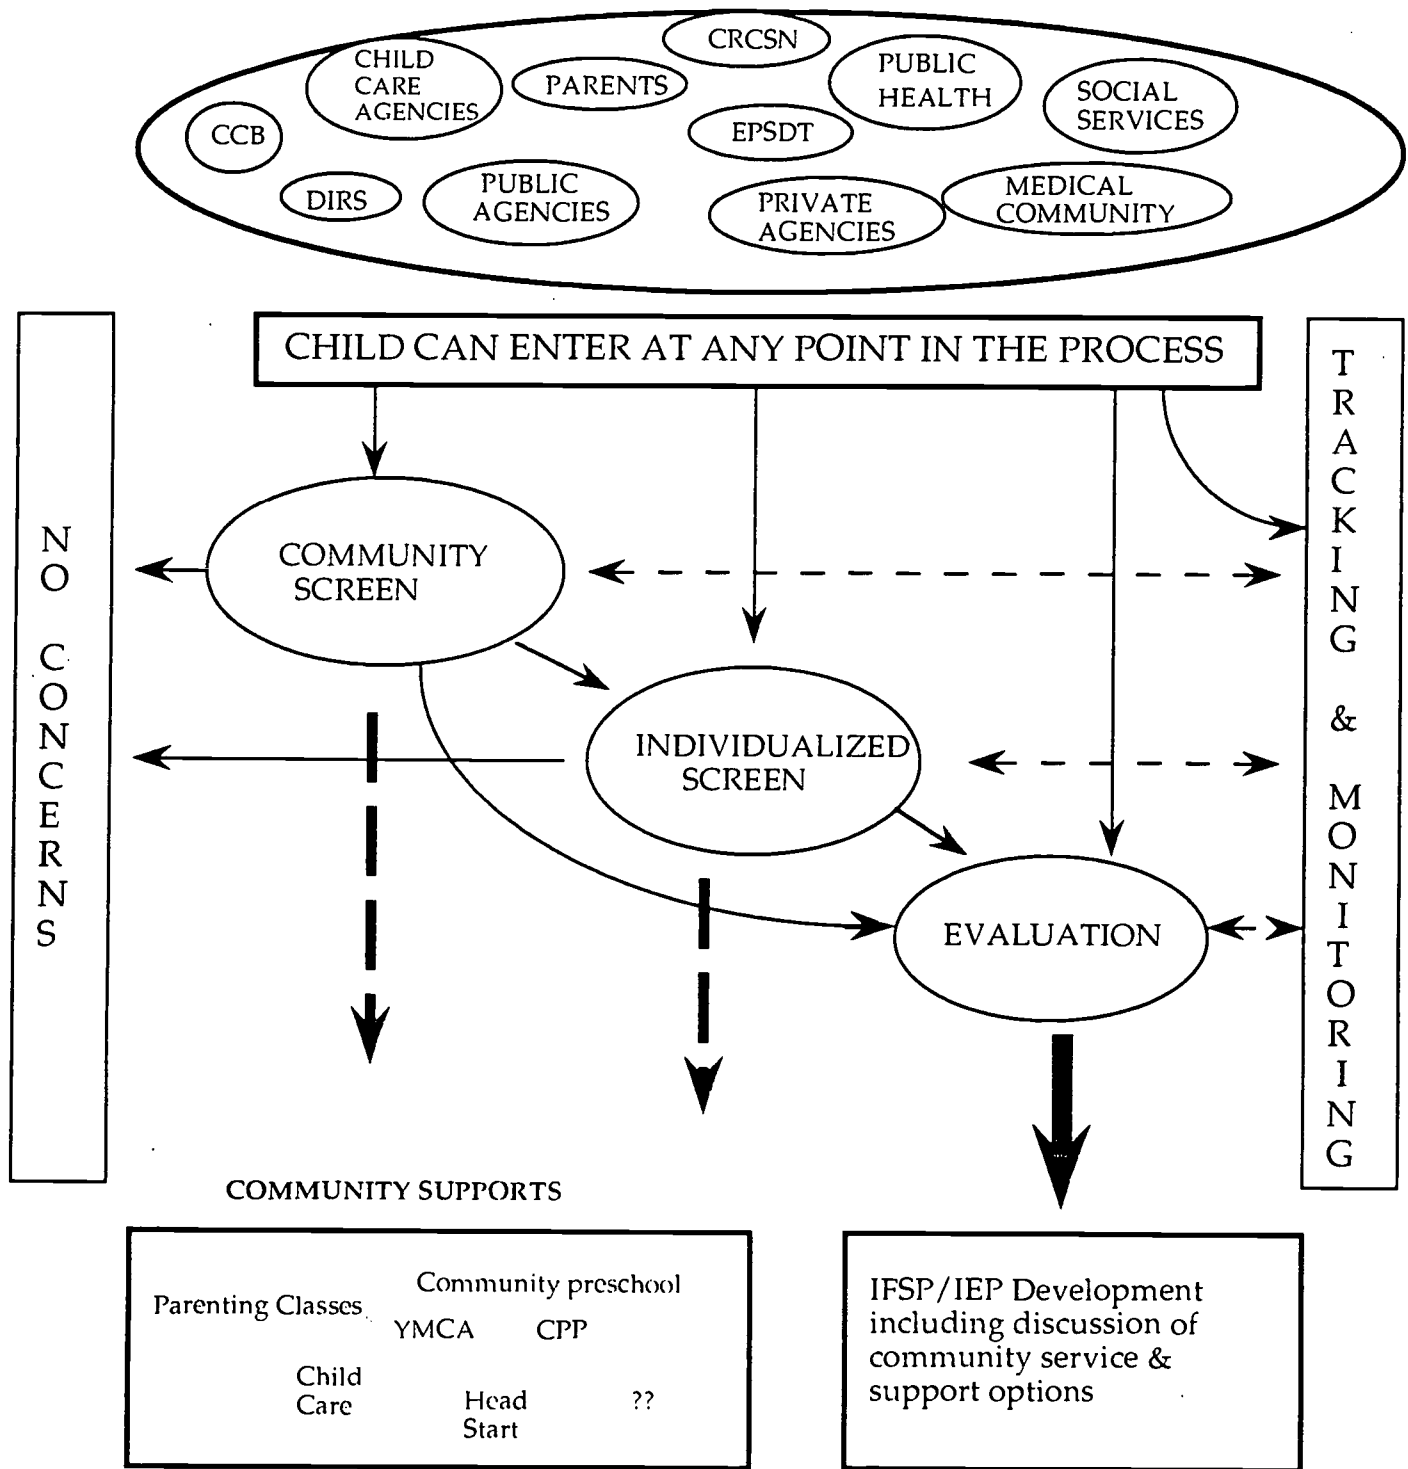 CRCSN
CHILD
CARE
AGENCIES
PARENTS
PUBLIC
HEALTH
SOCIAL
SERVICES
CCB
EPSDT
DIRS
PUBLIC
AGENCIES
PRIVATE
AGENCIES
MEDICAL
COMMUNITY
CHILD CAN ENTER AT ANY POINT IN THE PROCESS
NO CONCERNS
COMMUNITY
SCREEN
INDIVIDUALIZED
SCREEN
EVALUATION
TRACKING & MONITORING
COMMUNITY SUPPORTS
Community preschool
Parenting Classes
YMCA CPP
Child
Care
Head
Start
??
IFSP/IEP Development
including discussion of
community service &
support options